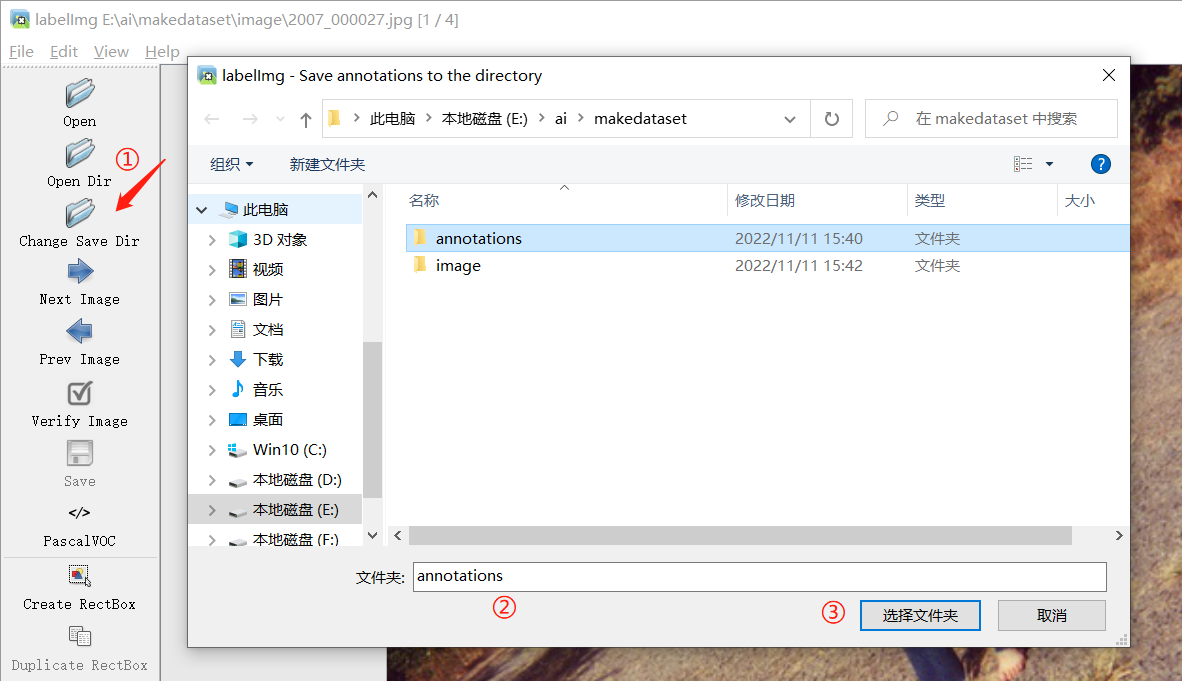 labelImg E:\ai\makedataset\image\2007_000027.jpg [1 / 4]
File Edit View Help
Open
Open Dir
①
Change Save Dir
Next Image
Prev Image
Verify Image
Save
</>
PascalVOC
Create RectBox
Duplicate RectBox
labelImg - Save annotations to the directory
此电脑 > 本地磁盘 (E:) > ai > makedataset
在 makedataset 中搜索
组织 新建文件夹
?
此电脑
3D 对象
视频
图片
文档
下载
音乐
桌面
Win10 (C:)
本地磁盘 (D:)
本地磁盘 (E:)
本地磁盘 (F:)
名称 修改日期 类型 大小
annotations 2022/11/11 15:40 文件夹
image 2022/11/11 15:42 文件夹
文件夹: annotations
②
③ 选择文件夹 取消